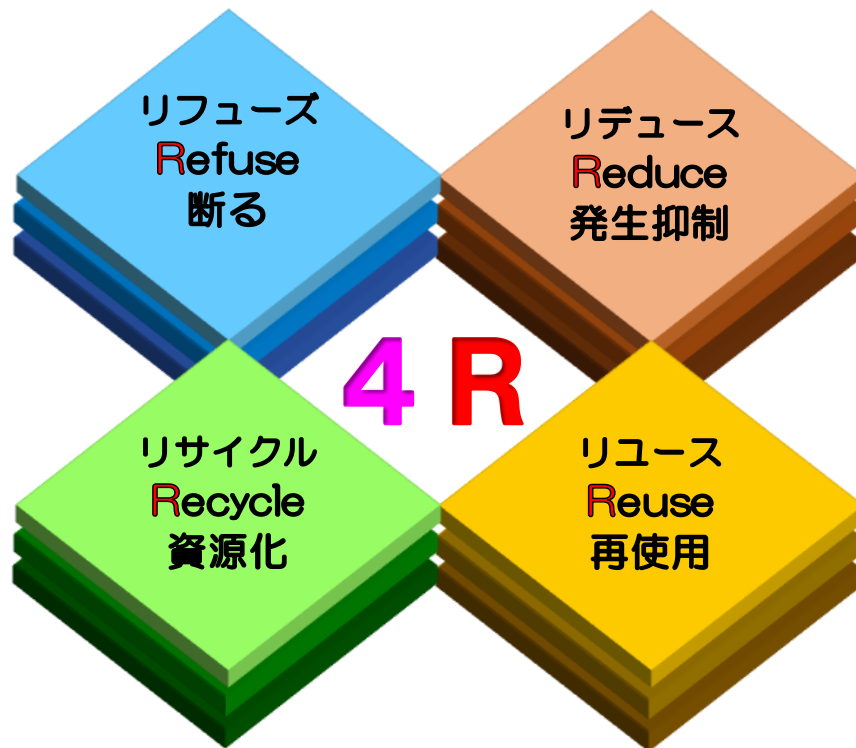 リフューズ
Refuse
断る
リデュース
Reduce
発生抑制
4R
リサイクル
Recycle
資源化
リユース
Reuse
再使用